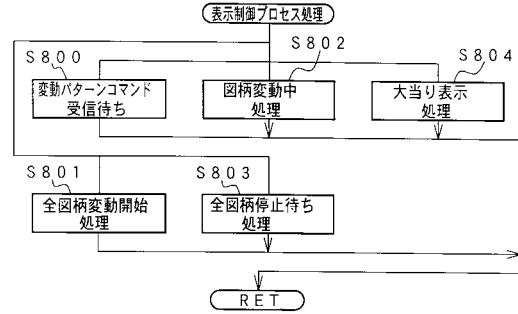 表示制御プロセス処理
S800
変動パターンコマンド
受信待ち
S802
図柄変動中
処理
S804
大当り表示
処理
S801
全図柄変動開始
処理
S803
全図柄停止待ち
処理
RET